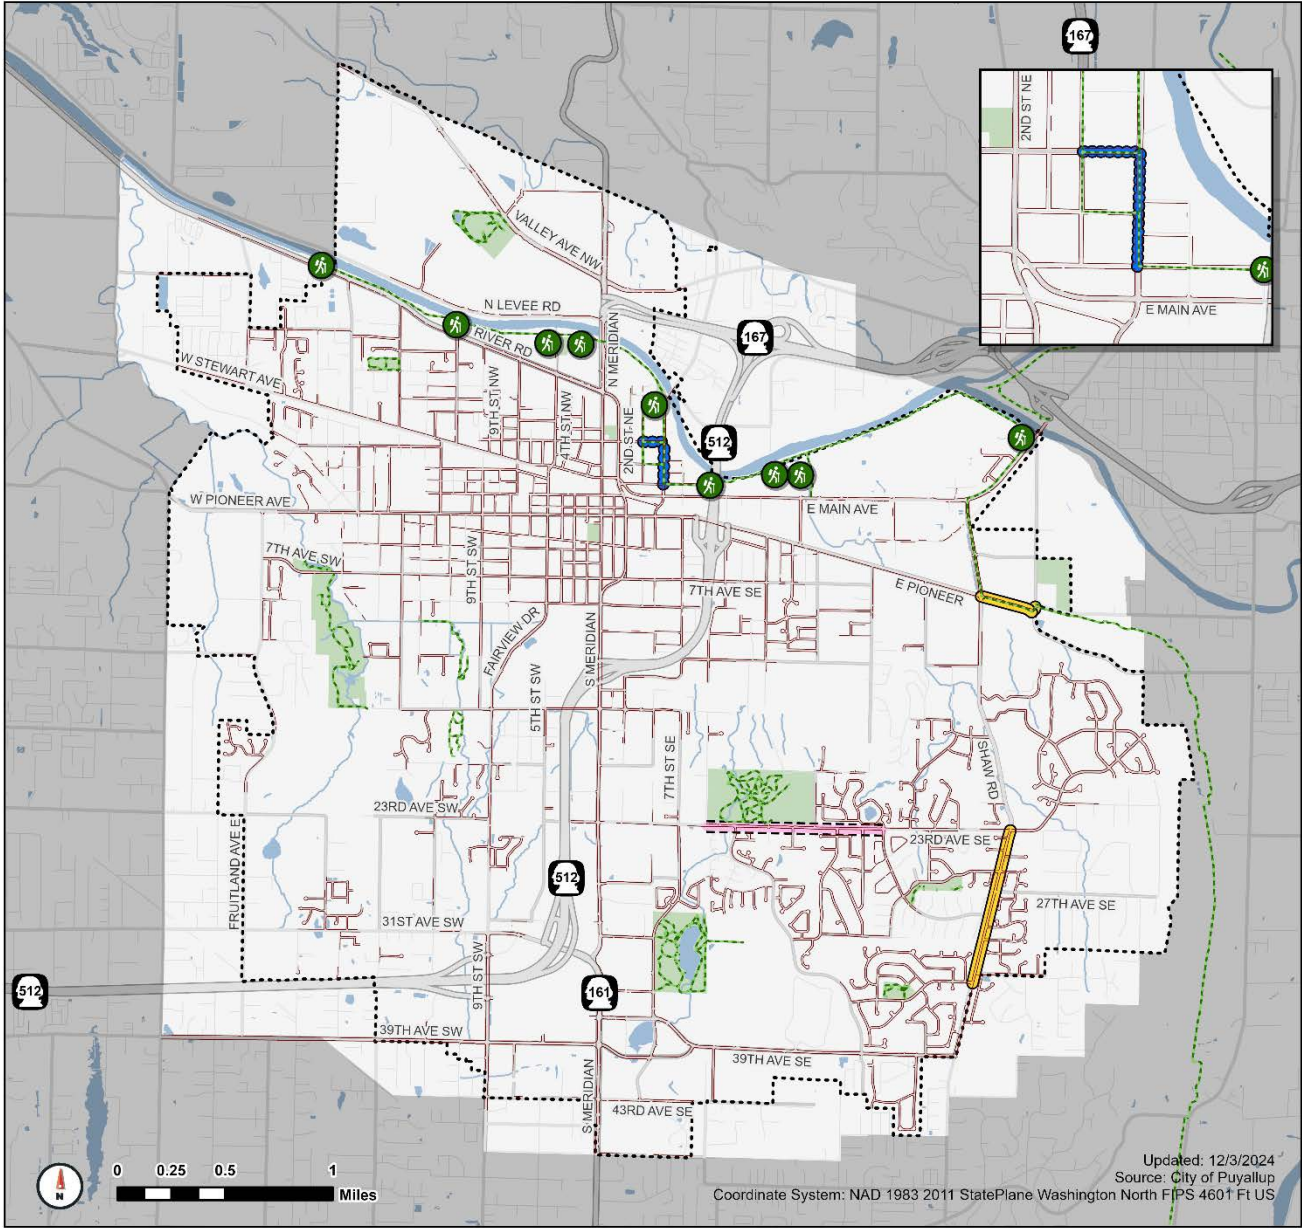 167
2ND ST NE
E MAIN AVE
VALLEY AVE NW
N LEVEE RD
RIVER RD
N MERIDIAN
167
W STEWART AVE
9TH ST NW
4TH ST NW
2ND ST NE
512
W PIONEER AVE
E MAIN AVE
7TH AVE SW
9TH ST SW
7TH AVE SE
E PIONEER
FAIRVIEW DR
S MERIDIAN
5TH ST SW
7TH ST SE
SHAW RD
23RD AVE SW
23RD AVE SE
FRUITLAND AVE E
512
27TH AVE SE
31ST AVE SW
9TH ST SW
512
161
39TH AVE SW
39TH AVE SE
S MERIDIAN
43RD AVE SE
N
0 0.25 0.5 1
Miles
Updated: 12/3/2024
Source: City of Puyallup
Coordinate System: NAD 1983 2011 StatePlane Washington North FIPS 4601 Ft US